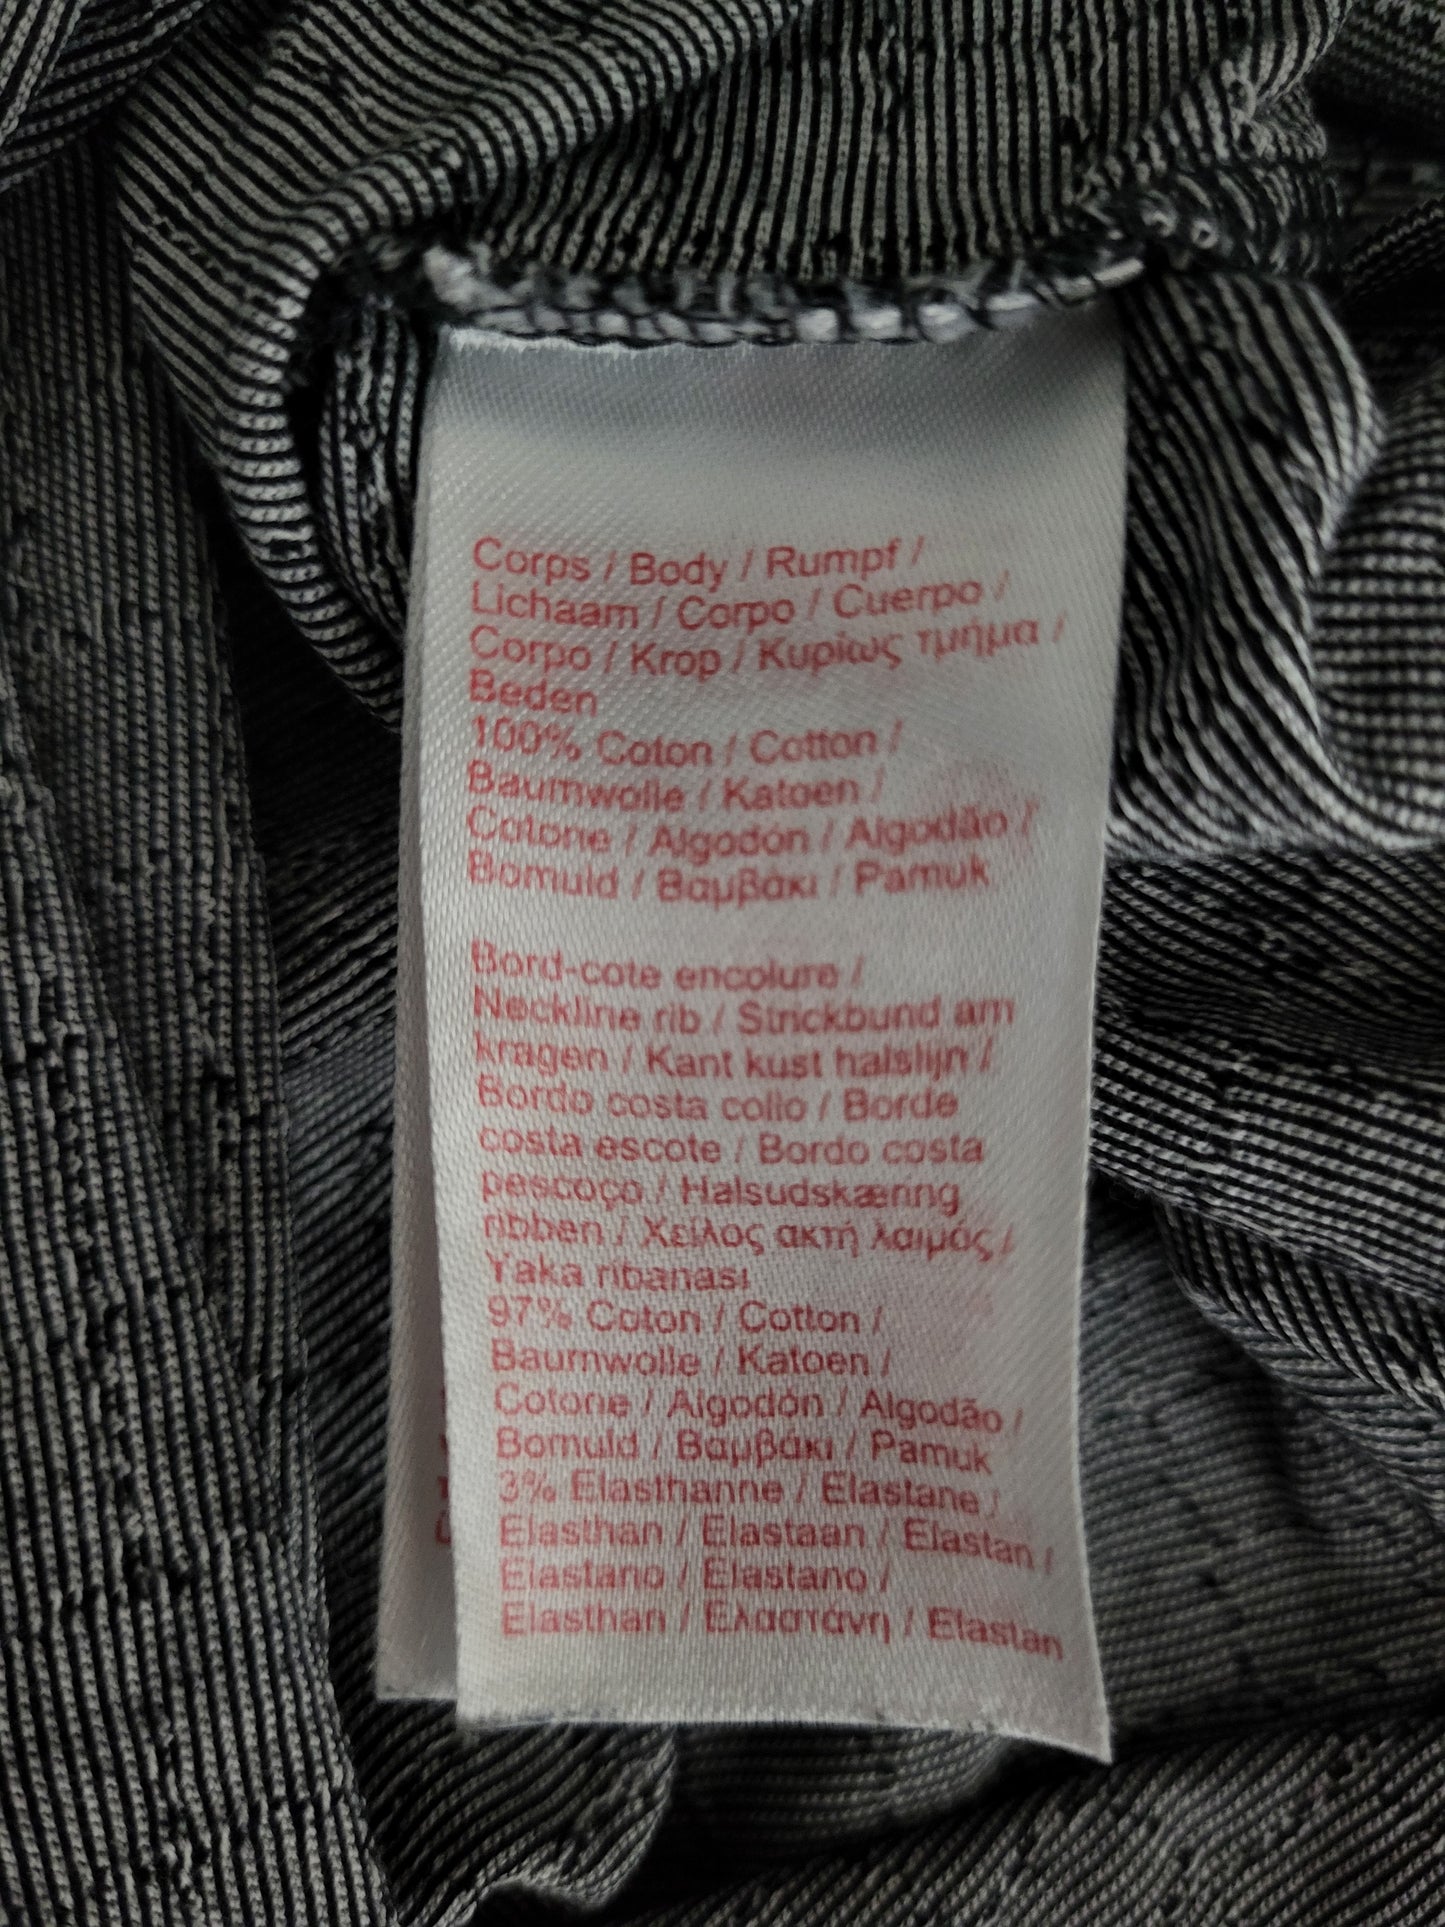 Corps / Body / Rumpf /
Lichaam / Corpo / Cuerpo /
Corpo / Krop / Κυρίως τμήμα /
Beden
100% Coton / Cotton /
Baumwolle / Katoen /
Cotone / Algodón / Algodão /
Bomuld / Βαμβάκι / Pamuk
Bord-cote encolure /
Neckline rib / Strickbund am
kragen / Kant kust halslijn /
Bordo costa collo / Borde
costa escote / Bordo costa
pescoço / Halsudskæring
ribben / Χείλος ακτή λαιμός /
Yaka ribanası
97% Coton / Cotton /
Baumwolle / Katoen /
Cotone / Algodón / Algodão /
Bomuld / Βαμβάκι / Pamuk
3% Elasthanne / Elastane /
Elasthan / Elastaan / Elastan /
Elastano / Elastano /
Elasthan / Ελαστάνη / Elastan